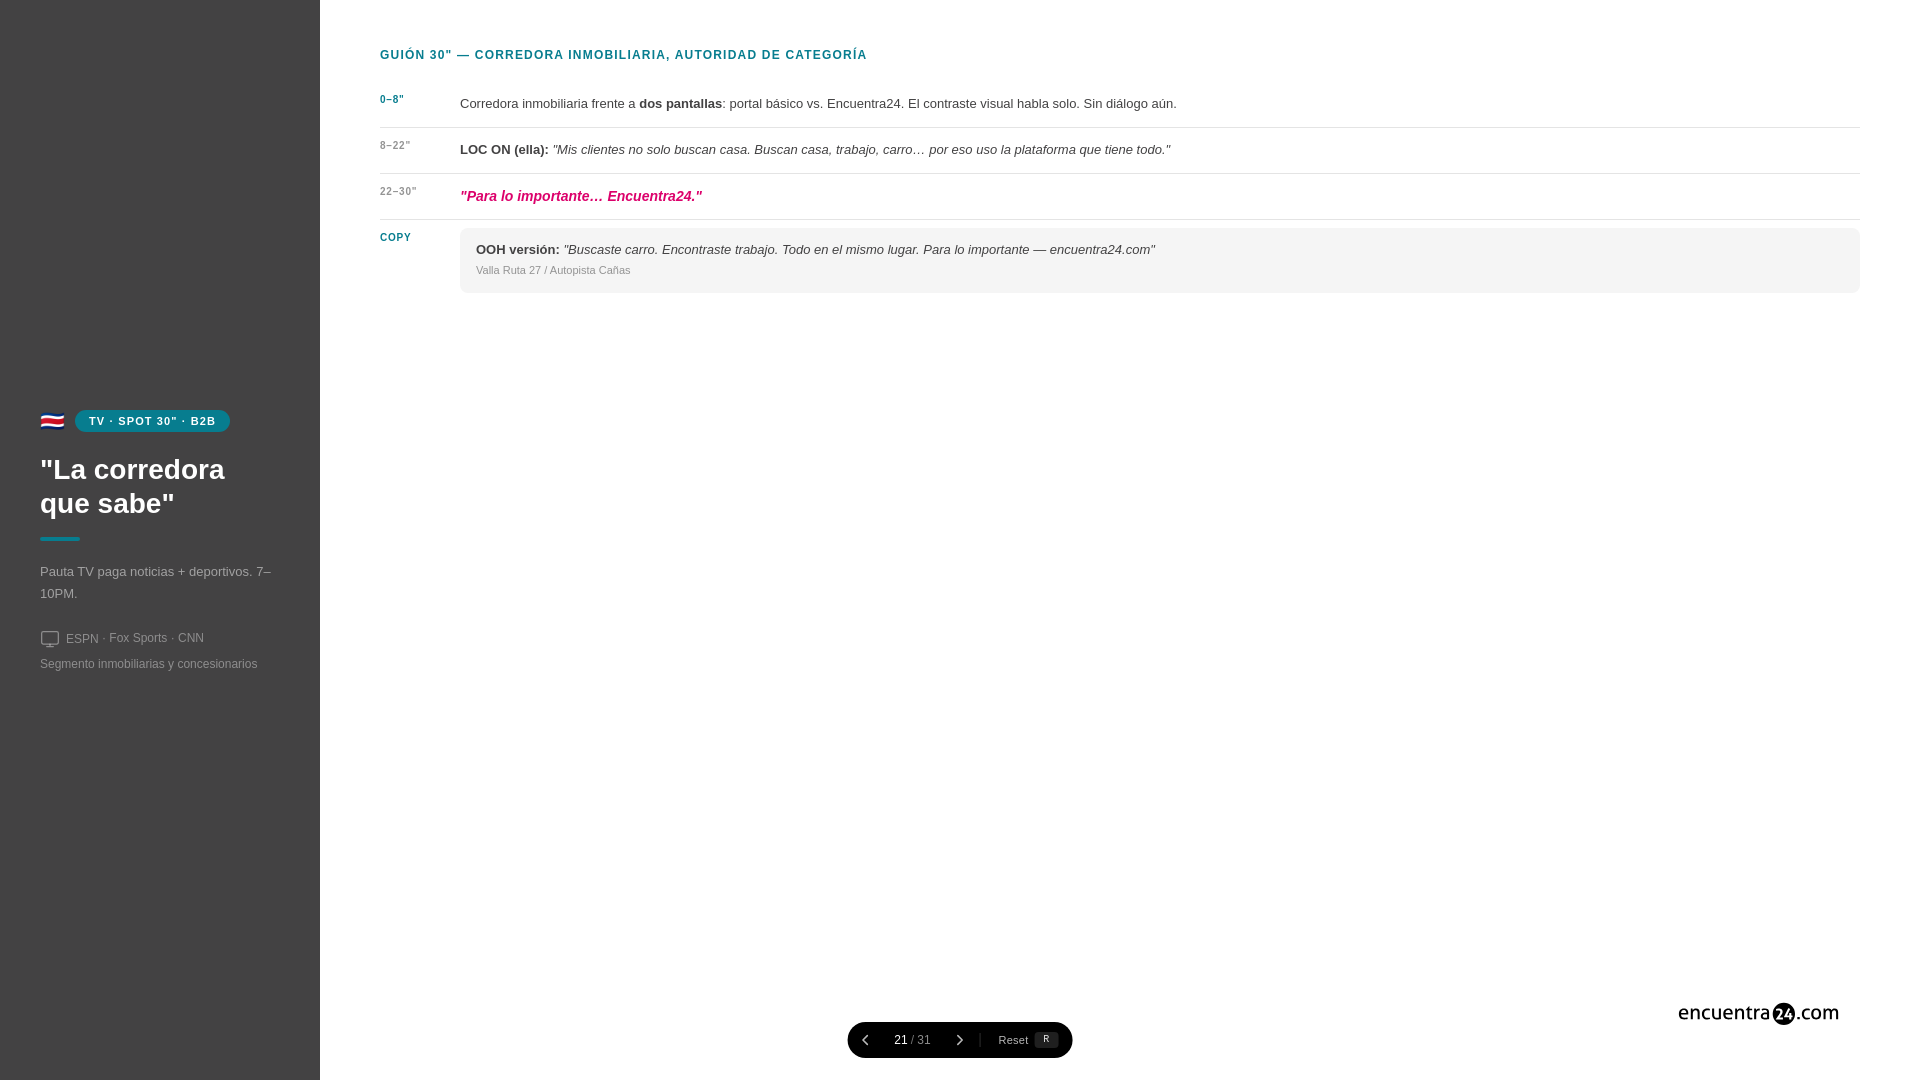 TV · SPOT 30" · B2B
"La corredora
que sabe"
Pauta TV paga noticias + deportivos. 7–
10PM.
ESPN · Fox Sports · CNN
Segmento inmobiliarias y concesionarios
GUIÓN 30" — CORREDORA INMOBILIARIA, AUTORIDAD DE CATEGORÍA
0–8"
Corredora inmobiliaria frente a dos pantallas: portal básico vs. Encuentra24. El contraste visual habla solo. Sin diálogo aún.
8–22"
LOC ON (ella): "Mis clientes no solo buscan casa. Buscan casa, trabajo, carro… por eso uso la plataforma que tiene todo."
22–30"
"Para lo importante… Encuentra24."
COPY
OOH versión: "Buscaste carro. Encontraste trabajo. Todo en el mismo lugar. Para lo importante — encuentra24.com"
Valla Ruta 27 / Autopista Cañas
encuentra24.com
21 / 31
Reset R